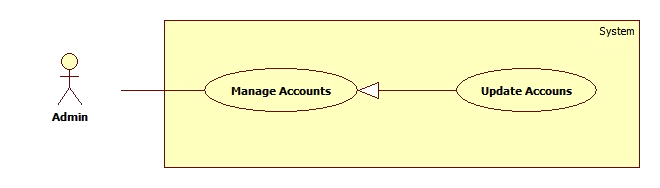 System
Manage Accounts
Update Accouns
Admin